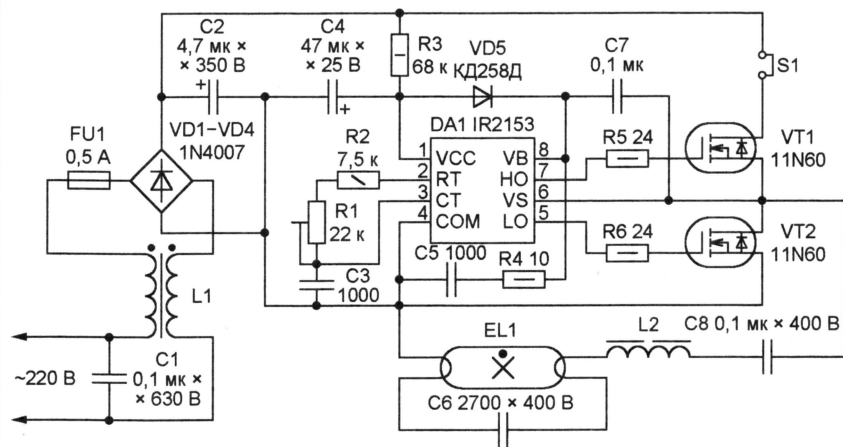 C2
4,7 мк ×
× 350 В
C4
47 мк ×
× 25 В
R3
68 к
VD5
КД258Д
C7
0,1 мк
S1
+
+
FU1
0,5 А
VD1–VD4
1N4007
R2
7,5 к
DA1 IR2153
1 VCC VB 8
2 RT HO 7
3 CT VS 6
4 COM LO 5
R5 24
VT1
11N60
R1
22 к
R6 24
VT2
11N60
C5 1000
R4 10
C3
1000
L1
EL1
L2
C8 0,1 мк × 400 В
~220 В
C1
0,1 мк ×
× 630 В
C6 2700 × 400 В